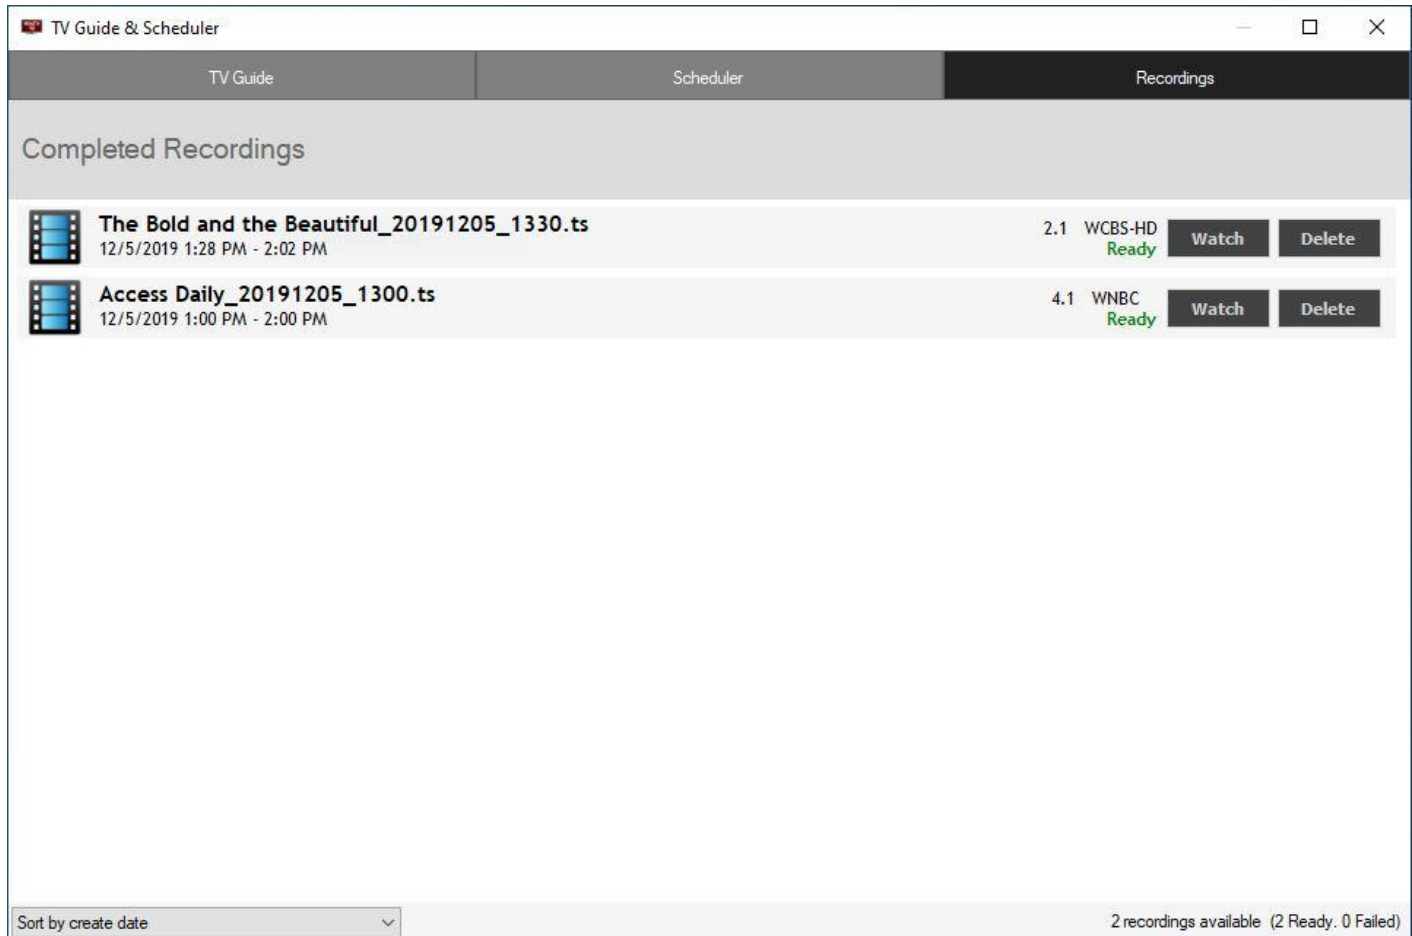 TV Guide & Scheduler
TV Guide
Scheduler
Recordings
Completed Recordings
The Bold and the Beautiful_20191205_1330.ts
12/5/2019 1:28 PM - 2:02 PM
2.1 WCBS-HD
Ready
Watch
Delete
Access Daily_20191205_1300.ts
12/5/2019 1:00 PM - 2:00 PM
4.1 WNBC
Ready
Watch
Delete
Sort by create date
2 recordings available (2 Ready. 0 Failed)